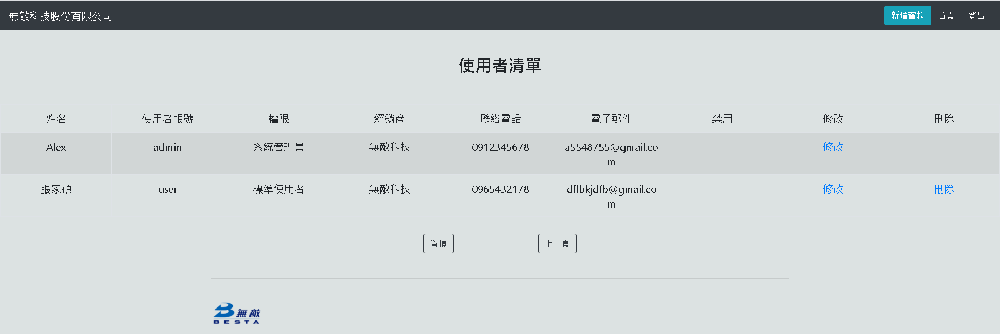 無敵科技股份有限公司 新增資料 首頁 登出
使用者清單
姓名 使用者帳號 權限 經銷商 聯絡電話 電子郵件 禁用 修改 刪除
Alex admin 系統管理員 無敵科技 0912345678 a5548755@gmail.co
m
修改
張家碩 user 標準使用者 無敵科技 0965432178 dflbkjdfb@gmail.co
m
修改 刪除
置頂 上一頁
無敵
BESTA